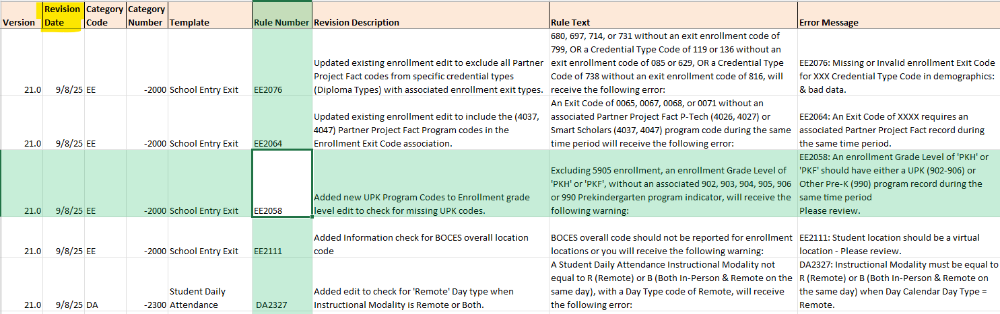 Version Revision Date Category Code Category Number Template Rule Number Revision Description Rule Text Error Message
680, 697, 714, or 731 without an exit enrollment code of
799, OR a Credential Type Code of 119 or 136 without an
Updated existing enrollment edit to exclude all Partner
exit enrollment code of 085 or 629, OR a Credential Type
EE2076: Missing or Invalid enrollment Exit Code
Project Fact codes from specific credential types
Code of 738 without an exit enrollment code of 816, will
for XXX Credential Type Code in demographics:
21.0 9/8/25 EE -2000 School Entry Exit EE2076
(Diploma Types) with associated enrollment exit types.
receive the following error:
& bad data.
An Exit Code of 0065, 0067, 0068, or 0071 without an
Updated existing enrollment edit to include the (4037,
associated Partner Project Fact P-Tech (4026, 4027) or
EE2064: An Exit Code of XXXX requires an
4047) Partner Project Fact Program codes in the
Smart Scholars (4037, 4047) program code during the same
associated Partner Project Fact record during
21.0 9/8/25 EE -2000 School Entry Exit EE2064
Enrollment Exit Code association.
time period will receive the following error:
the same time period.
EE2058: An enrollment Grade Level of 'PKH' or
Excluding 5905 enrollment, an enrollment Grade Level of
'PKF' should have either a UPK (902-906) or
'PKH' or 'PKF', without an associated 902, 903, 904, 905, 906
Other Pre-K (990) program record during the
Added new UPK Program Codes to Enrollment grade
or 990 Prekindergarten program indicator, will receive the
same time period
21.0 9/8/25 EE -2000 School Entry Exit EE2058
level edit to check for missing UPK codes.
following warning:
Please review.
Added Information check for BOCES overall location
BOCES overall code should not be reported for enrollment
EE2111: Student location should be a virtual
21.0 9/8/25 EE -2000 School Entry Exit EE2111
code
locations or you will receive the following warning:
location - Please review.
A Student Daily Attendance Instructional Modality not
DA2327: Instructional Modality must be equal to
equal to R (Remote) or B (Both In-Person & Remote on the
R (Remote) or B (Both In-Person & Remote on
Student Daily
Added edit to check for 'Remote' Day type when
same day), with a Day Type code of Remote, will receive
the same day) when Day Calendar Day Type =
21.0 9/8/25 DA -2300 Attendance DA2327
Instructional Modality is Remote or Both.
the following error:
Remote.